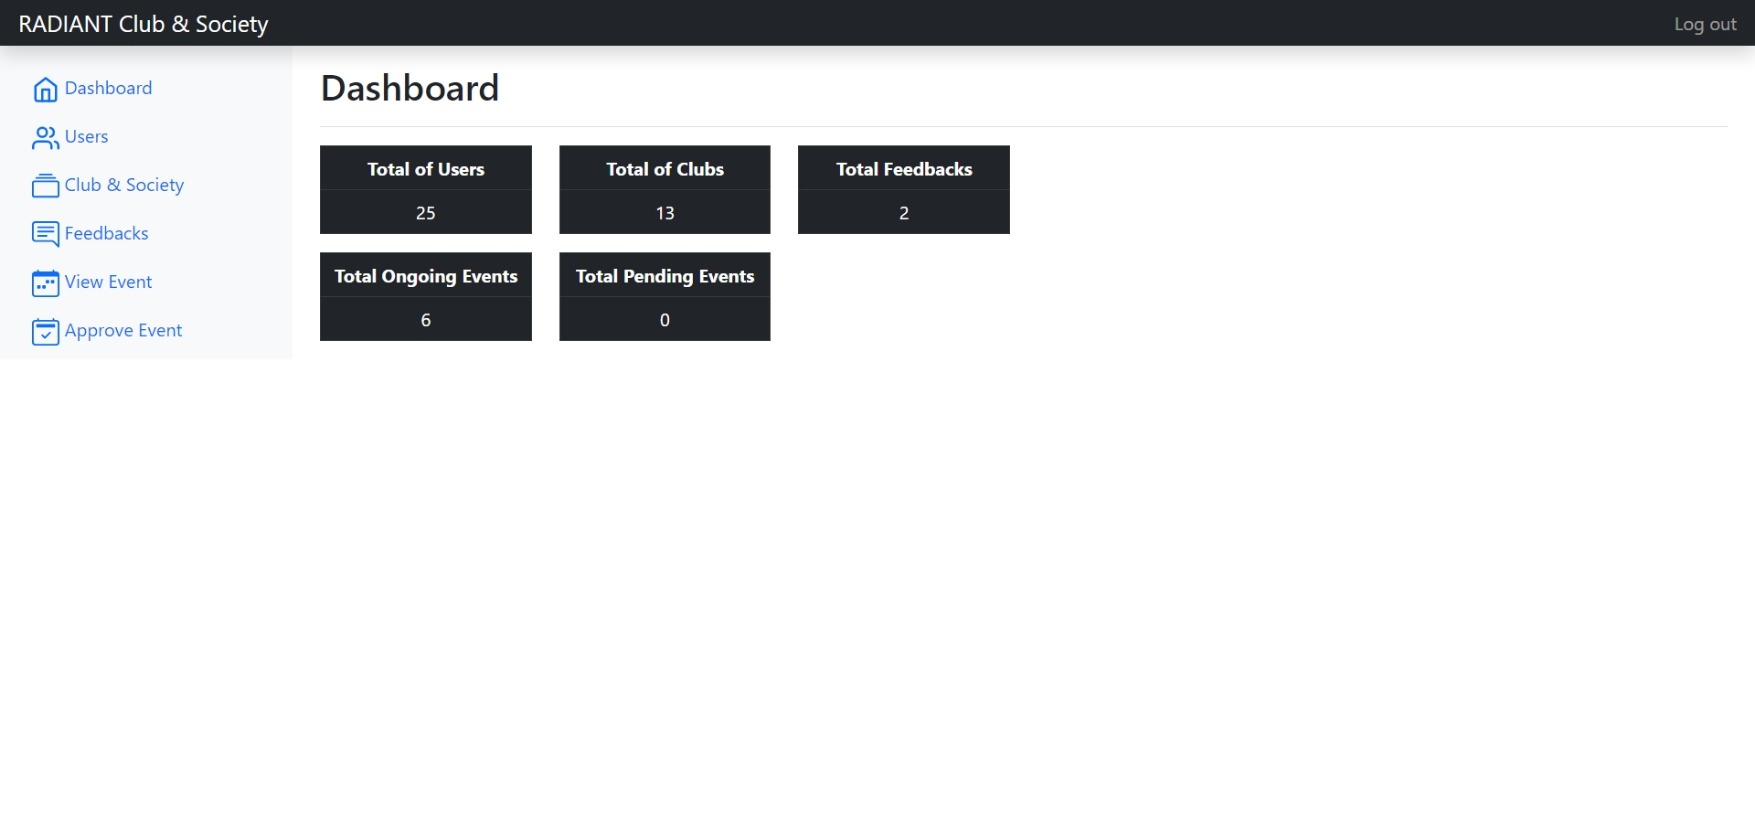 RADIANT Club & Society
Log out
Dashboard
Users
Club & Society
Feedbacks
View Event
Approve Event
Dashboard
Total of Users
25
Total of Clubs
13
Total Feedbacks
2
Total Ongoing Events
6
Total Pending Events
0